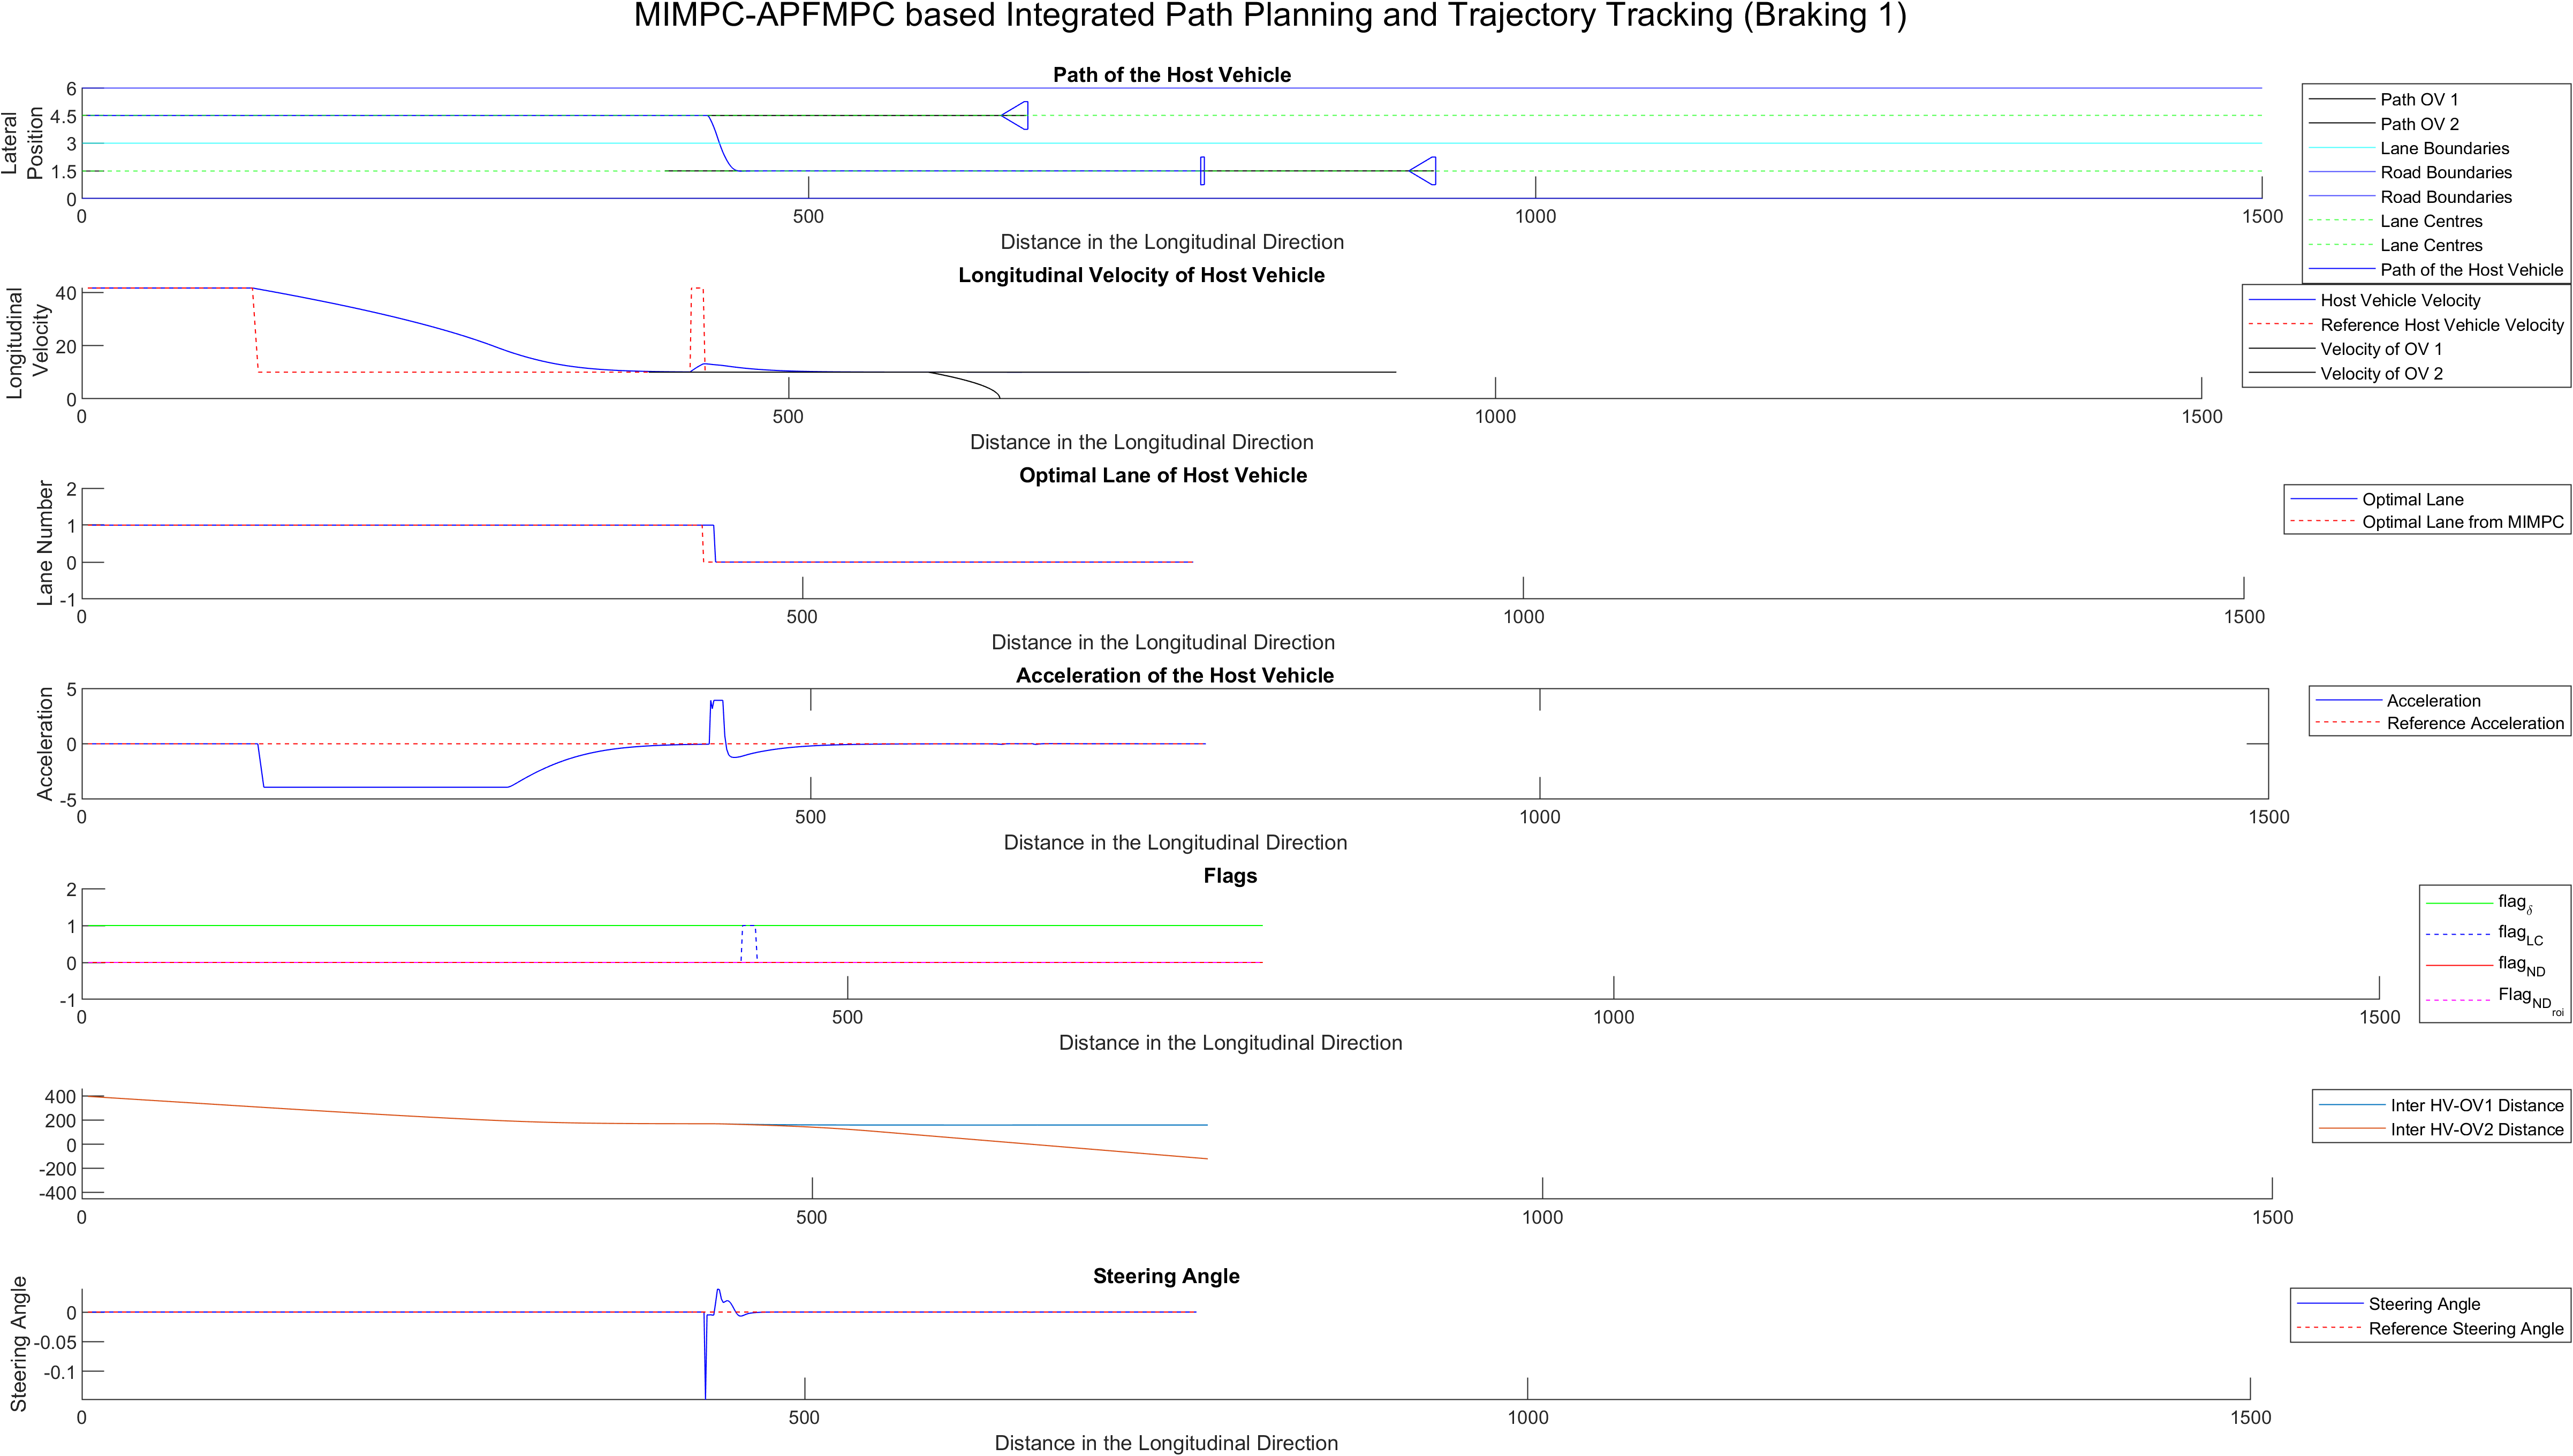 MIMPC-APFMPC based Integrated Path Planning and Trajectory Tracking (Braking 1)
Path of the Host Vehicle
Lateral
Position
6
4.5
3
1.5
0
0
500
1000
1500
Distance in the Longitudinal Direction
Path OV 1
Path OV 2
Lane Boundaries
Road Boundaries
Road Boundaries
Lane Centres
Lane Centres
Path of the Host Vehicle
Longitudinal Velocity of Host Vehicle
Longitudinal
Velocity
40
20
0
0
500
1000
1500
Distance in the Longitudinal Direction
Host Vehicle Velocity
Reference Host Vehicle Velocity
Velocity of OV 1
Velocity of OV 2
Optimal Lane of Host Vehicle
Lane Number
2
1
0
-1
0
500
1000
1500
Distance in the Longitudinal Direction
Optimal Lane
Optimal Lane from MIMPC
Acceleration of the Host Vehicle
Acceleration
5
0
-5
0
500
1000
1500
Distance in the Longitudinal Direction
Acceleration
Reference Acceleration
Flags
2
1
0
-1
0
500
1000
1500
Distance in the Longitudinal Direction
flagδ
flagLC
flagND
FlagNDroi
400
200
0
-200
-400
0
500
1000
1500
Inter HV-OV1 Distance
Inter HV-OV2 Distance
Steering Angle
Steering Angle
0
-0.05
-0.1
0
500
1000
1500
Distance in the Longitudinal Direction
Steering Angle
Reference Steering Angle